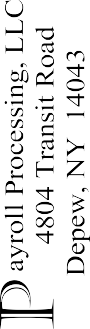 Payroll Processing, LLC
4804 Transit Road
Depew, NY 14043